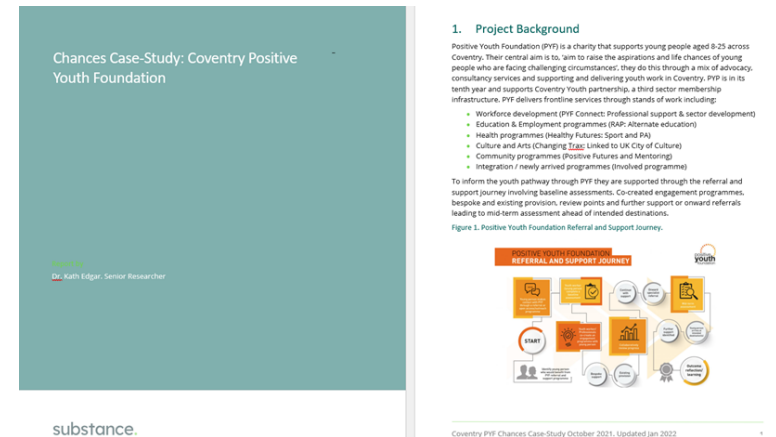 Chances Case-Study: Coventry Positive
Youth Foundation
Dr. Kath Edgar. Senior Researcher
substance.
1. Project Background
Positive Youth Foundation (PYF) is a charity that supports young people aged 8-25 across
Coventry. Their central aim is to, 'aim to raise the aspirations and life chances of young
people who are facing challenging circumstances', they do this through a mix of advocacy,
consultancy services and supporting and delivering youth work in Coventry. PYP is in its
tenth year and supports Coventry Youth partnership, a third sector membership
infrastructure. PYF delivers frontline services through stands of work including:
Workforce development (PYF Connect: Professional support & sector development)
Education & Employment programmes (RAP: Alternate education)
Health programmes (Healthy Futures: Sport and PA)
Culture and Arts (Changing Trax: Linked to UK City of Culture)
Community programmes (Positive Futures and Mentoring)
Integration / newly arrived programmes (Involved programme)
To inform the youth pathway through PYF they are supported through the referral and
support journey involving baseline assessments. Co-created engagement programmes,
bespoke and existing provision, review points and further support or onward referrals
leading to mid-term assessment ahead of intended destinations.
Figure 1. Positive Youth Foundation Referral and Support Journey.
POSITIVE YOUTH FOUNDATION
REFERRAL AND SUPPORT JOURNEY
positive
youth
START
Coventry PYF Chances Case-Study October 2021. Updated Jan 2022